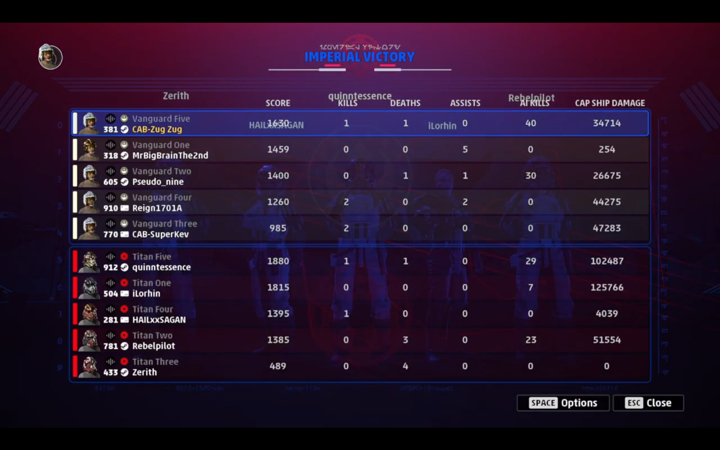 IMPERIAL VICTORY
Zerith quinntessence Rebelpilot
SCORE KILLS DEATHS ASSISTS AI KILLS CAP SHIP DAMAGE
HAILxxSAGAN iLorhin
Vanguard Five
381 CAB-Zug Zug 1630 1 1 0 40 34714
Vanguard One
318 MrBigBrainThe2nd 1459 0 0 5 0 254
Vanguard Two
605 Pseudo_nine 1400 0 1 1 30 26675
Vanguard Four
910 Reign1701A 1260 2 0 2 0 44275
Vanguard Three
770 CAB-SuperKev 985 2 0 0 0 47283
Titan Five
912 quinntessence 1880 1 1 0 29 102487
Titan One
504 iLorhin 1815 0 0 0 7 125766
Titan Four
281 HAILxxSAGAN 1395 1 0 0 0 4039
Titan Two
781 Rebelpilot 1385 0 3 0 23 51554
Titan Three
433 Zerith 489 0 4 0 0 0
SPACE Options ESC Close